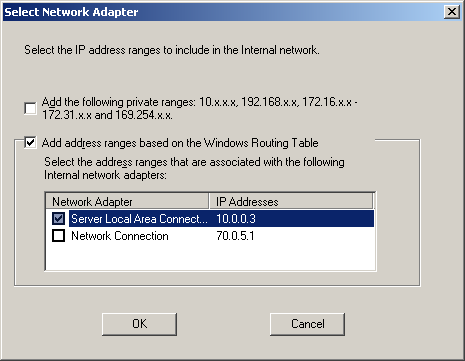 Select Network Adapter
Select the IP address ranges to include in the Internal network.
Add the following private ranges: 10.x.x.x, 192.168.x.x, 172.16.x.x -
172.31.x.x and 169.254.x.x.
Add address ranges based on the Windows Routing Table
Select the address ranges that are associated with the following
Internal network adapters:
Network Adapter IP Addresses
Server Local Area Connect... 10.0.0.3
Network Connection 70.0.5.1
OK Cancel